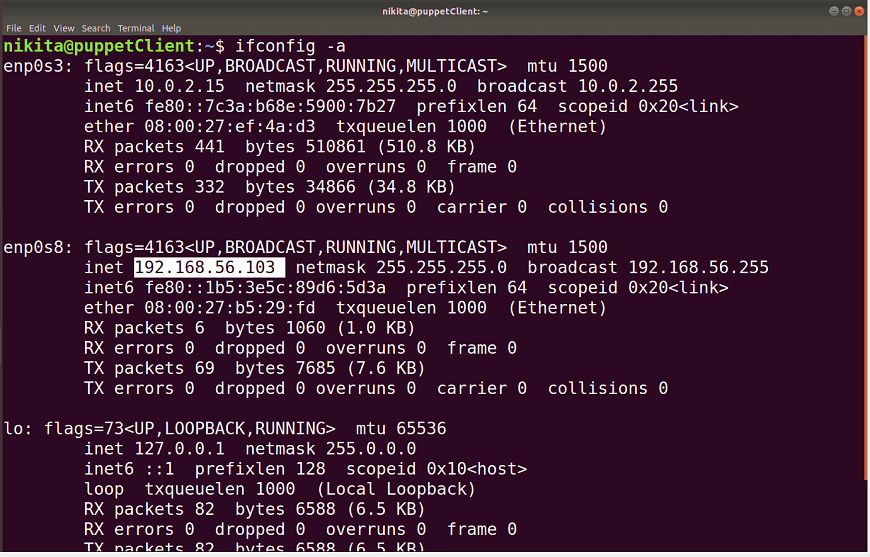 nikita@puppetClient: ~
File Edit View Search Terminal Help
nikita@puppetClient:~$ ifconfig -a
enp0s3: flags=4163<UP,BROADCAST,RUNNING,MULTICAST>  mtu 1500
        inet 10.0.2.15  netmask 255.255.255.0  broadcast 10.0.2.255
        inet6 fe80::7c3a:b68e:5900:7b27  prefixlen 64  scopeid 0x20<link>
        ether 08:00:27:ef:4a:d3  txqueuelen 1000  (Ethernet)
        RX packets 441  bytes 510861 (510.8 KB)
        RX errors 0  dropped 0  overruns 0  frame 0
        TX packets 332  bytes 34866 (34.8 KB)
        TX errors 0  dropped 0 overruns 0  carrier 0  collisions 0
enp0s8: flags=4163<UP,BROADCAST,RUNNING,MULTICAST>  mtu 1500
        inet 192.168.56.103  netmask 255.255.255.0  broadcast 192.168.56.255
        inet6 fe80::1b5:3e5c:89d6:5d3a  prefixlen 64  scopeid 0x20<link>
        ether 08:00:27:b5:29:fd  txqueuelen 1000  (Ethernet)
        RX packets 6  bytes 1060 (1.0 KB)
        RX errors 0  dropped 0  overruns 0  frame 0
        TX packets 69  bytes 7685 (7.6 KB)
        TX errors 0  dropped 0 overruns 0  carrier 0  collisions 0
lo: flags=73<UP,LOOPBACK,RUNNING>  mtu 65536
        inet 127.0.0.1  netmask 255.0.0.0
        inet6 ::1  prefixlen 128  scopeid 0x10<host>
        loop  txqueuelen 1000  (Local Loopback)
        RX packets 82  bytes 6588 (6.5 KB)
        RX errors 0  dropped 0  overruns 0  frame 0
        TX packets 82  bytes 6588 (6.5 KB)